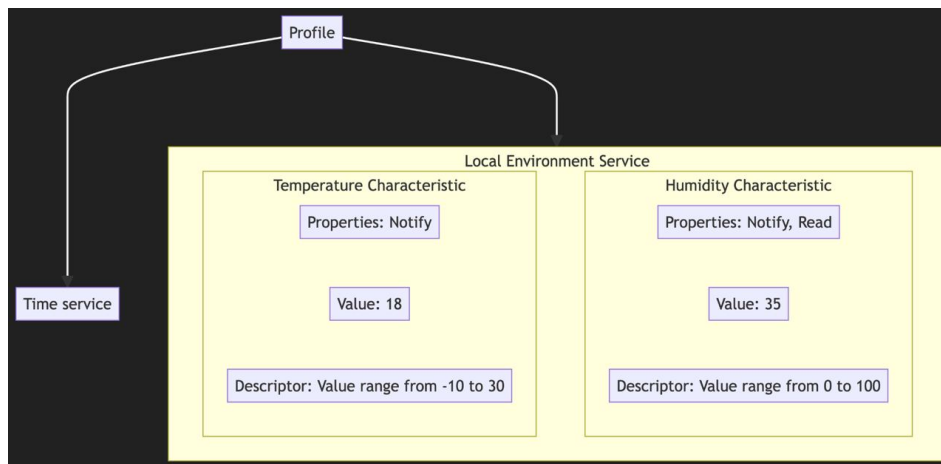 Profile
Local Environment Service
Temperature Characteristic
Humidity Characteristic
Properties: Notify
Properties: Notify, Read
Time service
Value: 18
Value: 35
Descriptor: Value range from -10 to 30
Descriptor: Value range from 0 to 100